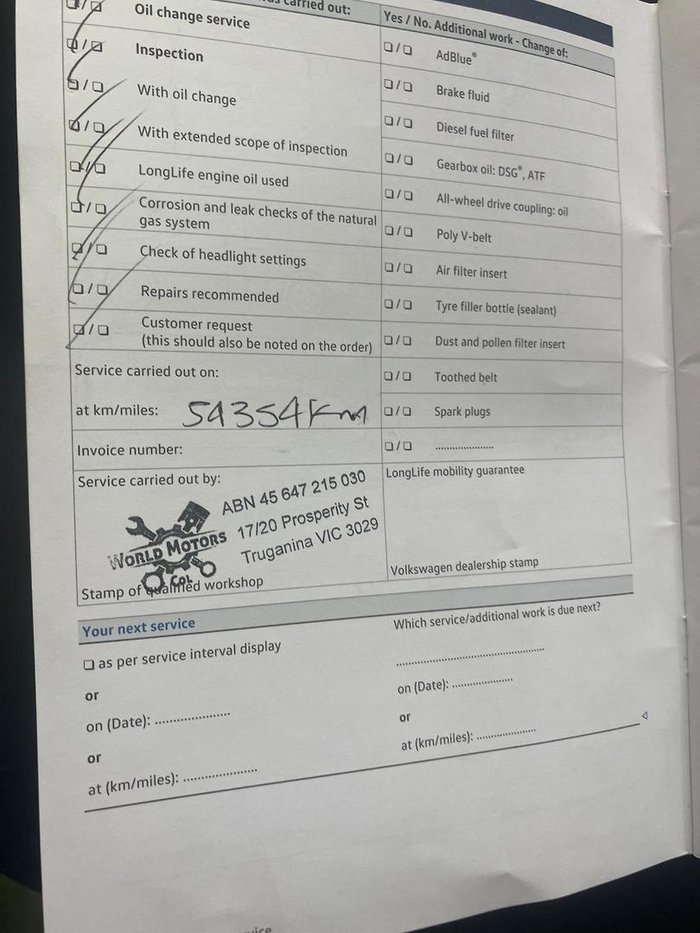 carried out:
Oil change service
Inspection
With oil change
With extended scope of inspection
LongLife engine oil used
Corrosion and leak checks of the natural
gas system
Check of headlight settings
Repairs recommended
Customer request
(this should also be noted on the order)
Service carried out on:
at km/miles: 54354Km
Invoice number:
Service carried out by:
ABN 45 647 215 030
WORLD MOTORS
17/20 Prosperity St
Truganina VIC 3029
Stamp of qualified workshop
Yes / No. Additional work - Change of:
AdBlue®
Brake fluid
Diesel fuel filter
Gearbox oil: DSG®, ATF
All-wheel drive coupling: oil
Poly V-belt
Air filter insert
Tyre filler bottle (sealant)
Dust and pollen filter insert
Toothed belt
Spark plugs
LongLife mobility guarantee
Volkswagen dealership stamp
Your next service
as per service interval display
or
on (Date):
or
at (km/miles):
Which service/additional work is due next?
on (Date):
or
at (km/miles):